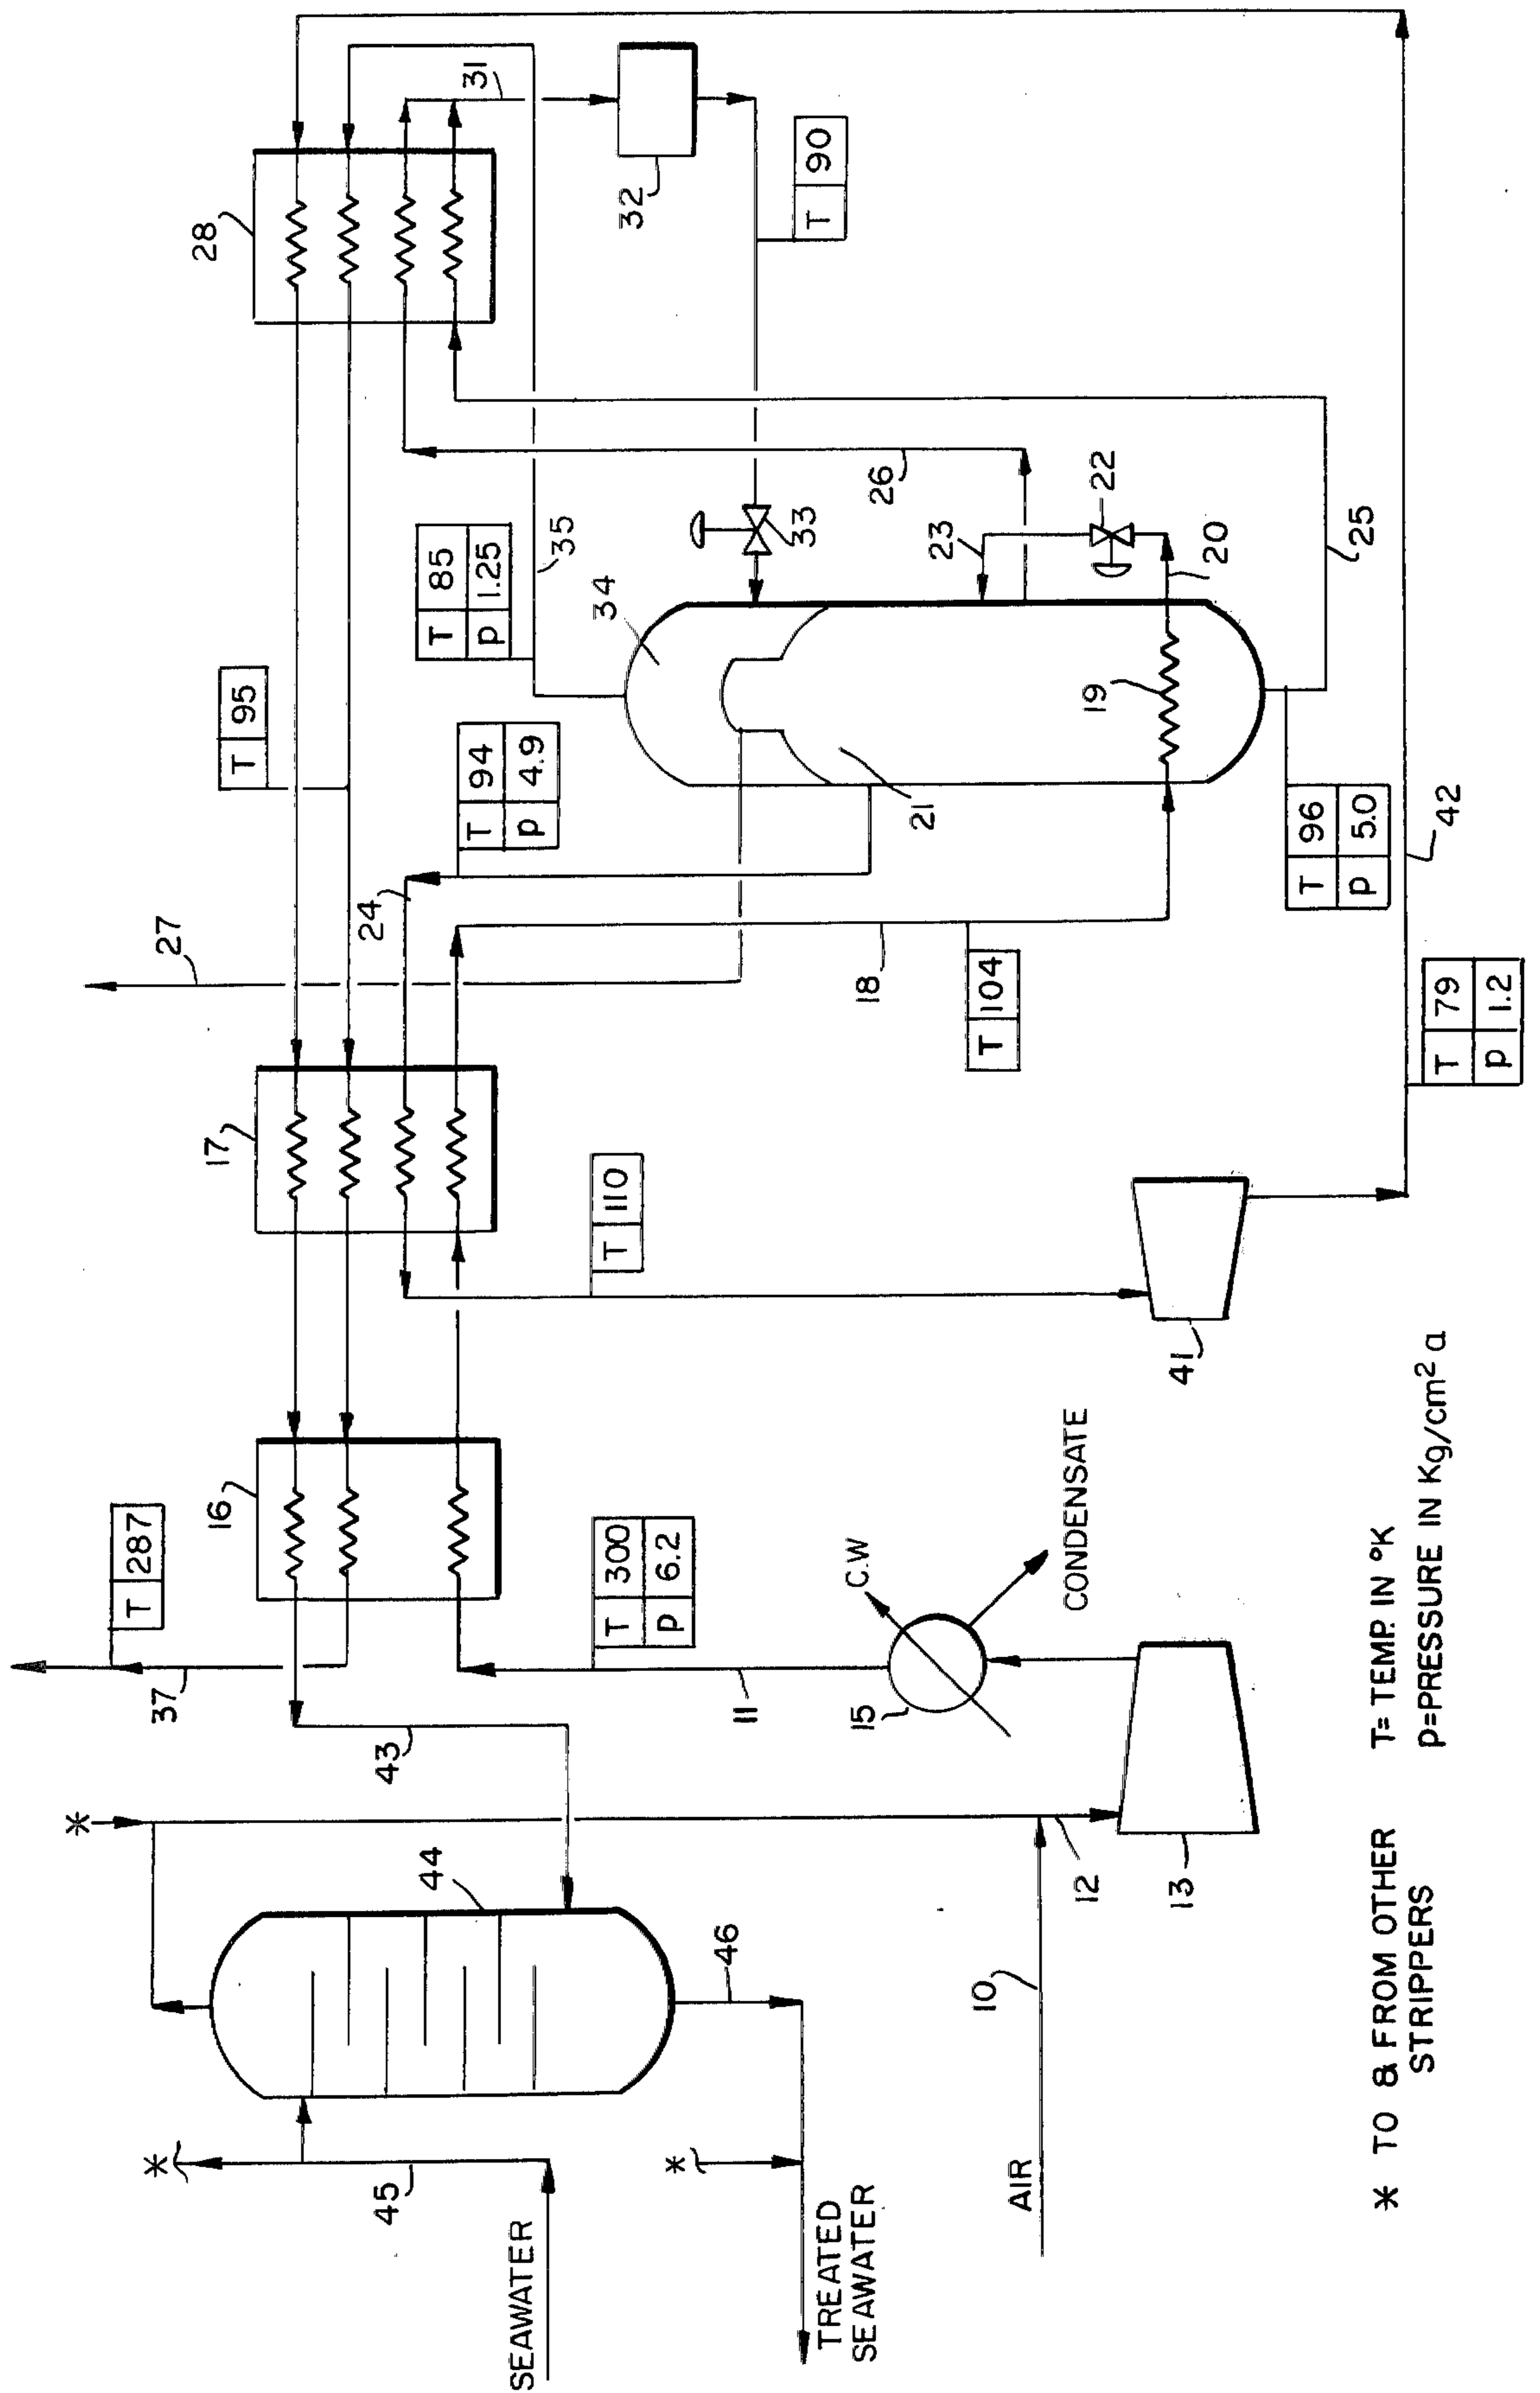 28
31
32
T 90
26
22
23
20
25
33
35
T 85
p 1.25
34
T 95
T 94
p 4.9
24
19
21
T 96
p 5.0
42
27
18
T 104
T 79
p 1.2
17
T 110
41
16
T 287
37
T 300
p 6.2
11
15
C.W
CONDENSATE
43
44
12
13
46
10
AIR
*
*
*
45
SEAWATER
TREATED
SEAWATER
* TO & FROM OTHER
STRIPPERS
T= TEMP. IN °K
p=PRESSURE IN Kg/cm² a